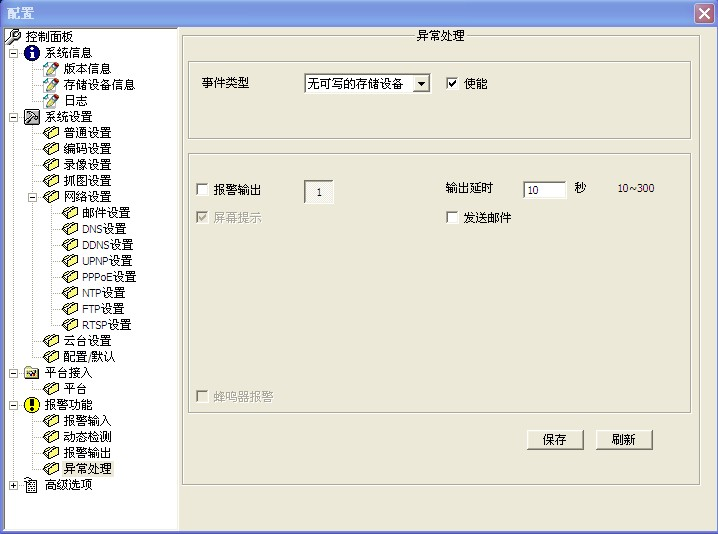 配置
控制面板
系统信息
版本信息
存储设备信息
日志
系统设置
普通设置
编码设置
录像设置
抓图设置
网络设置
邮件设置
DNS设置
DDNS设置
UPNP设置
PPPoE设置
NTP设置
FTP设置
RTSP设置
云台设置
配置/默认
平台接入
平台
报警功能
报警输入
动态检测
报警输出
异常处理
高级选项
异常处理
事件类型 无可写的存储设备 使能
报警输出 1 输出延时 10 秒 10~300
屏幕提示 发送邮件
蜂鸣器报警
保存 刷新